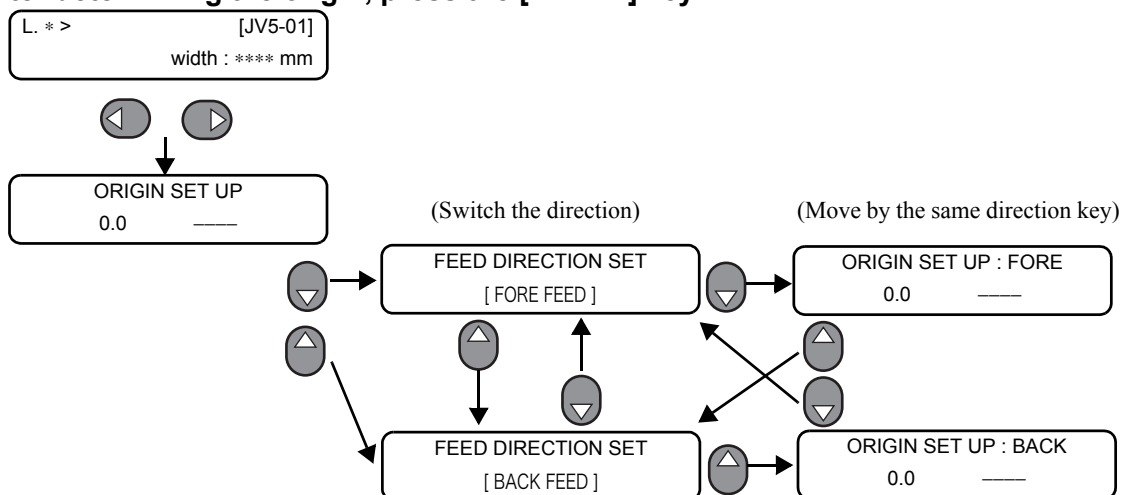 L. * > [JV5-01]
width : **** mm
ORIGIN SET UP
0.0 ––––
(Switch the direction) (Move by the same direction key)
FEED DIRECTION SET
[ FORE FEED ]
ORIGIN SET UP : FORE
0.0 ––––
FEED DIRECTION SET
[ BACK FEED ]
ORIGIN SET UP : BACK
0.0 ––––